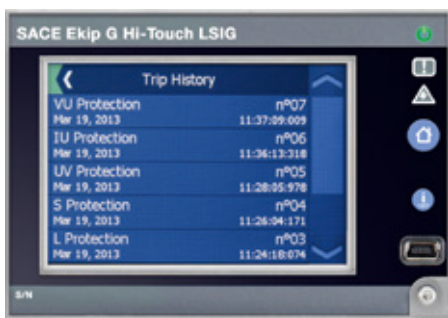 SACE Ekip G Hi-Touch LSIG
Trip History
VU Protection nº07
Mar 19, 2013 11:37:09:009
IU Protection nº06
Mar 19, 2013 11:36:13:318
UV Protection nº05
Mar 19, 2013 11:28:05:978
S Protection nº04
Mar 19, 2013 11:26:04:171
L Protection nº03
Mar 19, 2013 11:24:18:074
S/N